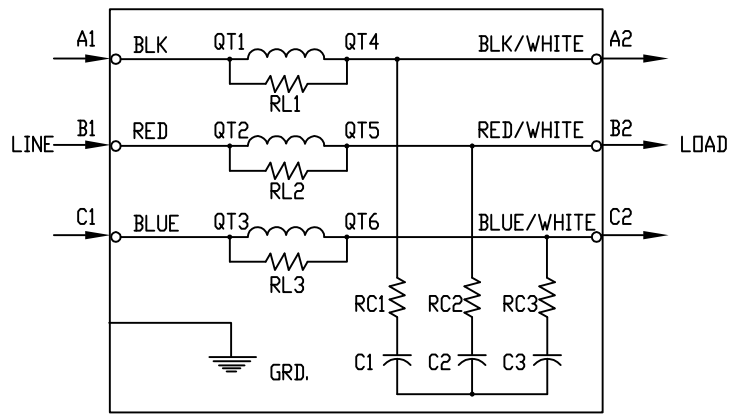 A1 BLK QT1 QT4 BLK/WHITE A2
RL1
B1 RED QT2 QT5 RED/WHITE B2
LINE LOAD
RL2
C1 BLUE QT3 QT6 BLUE/WHITE C2
RL3
RC1 RC2 RC3
C1 C2 C3
GRD.